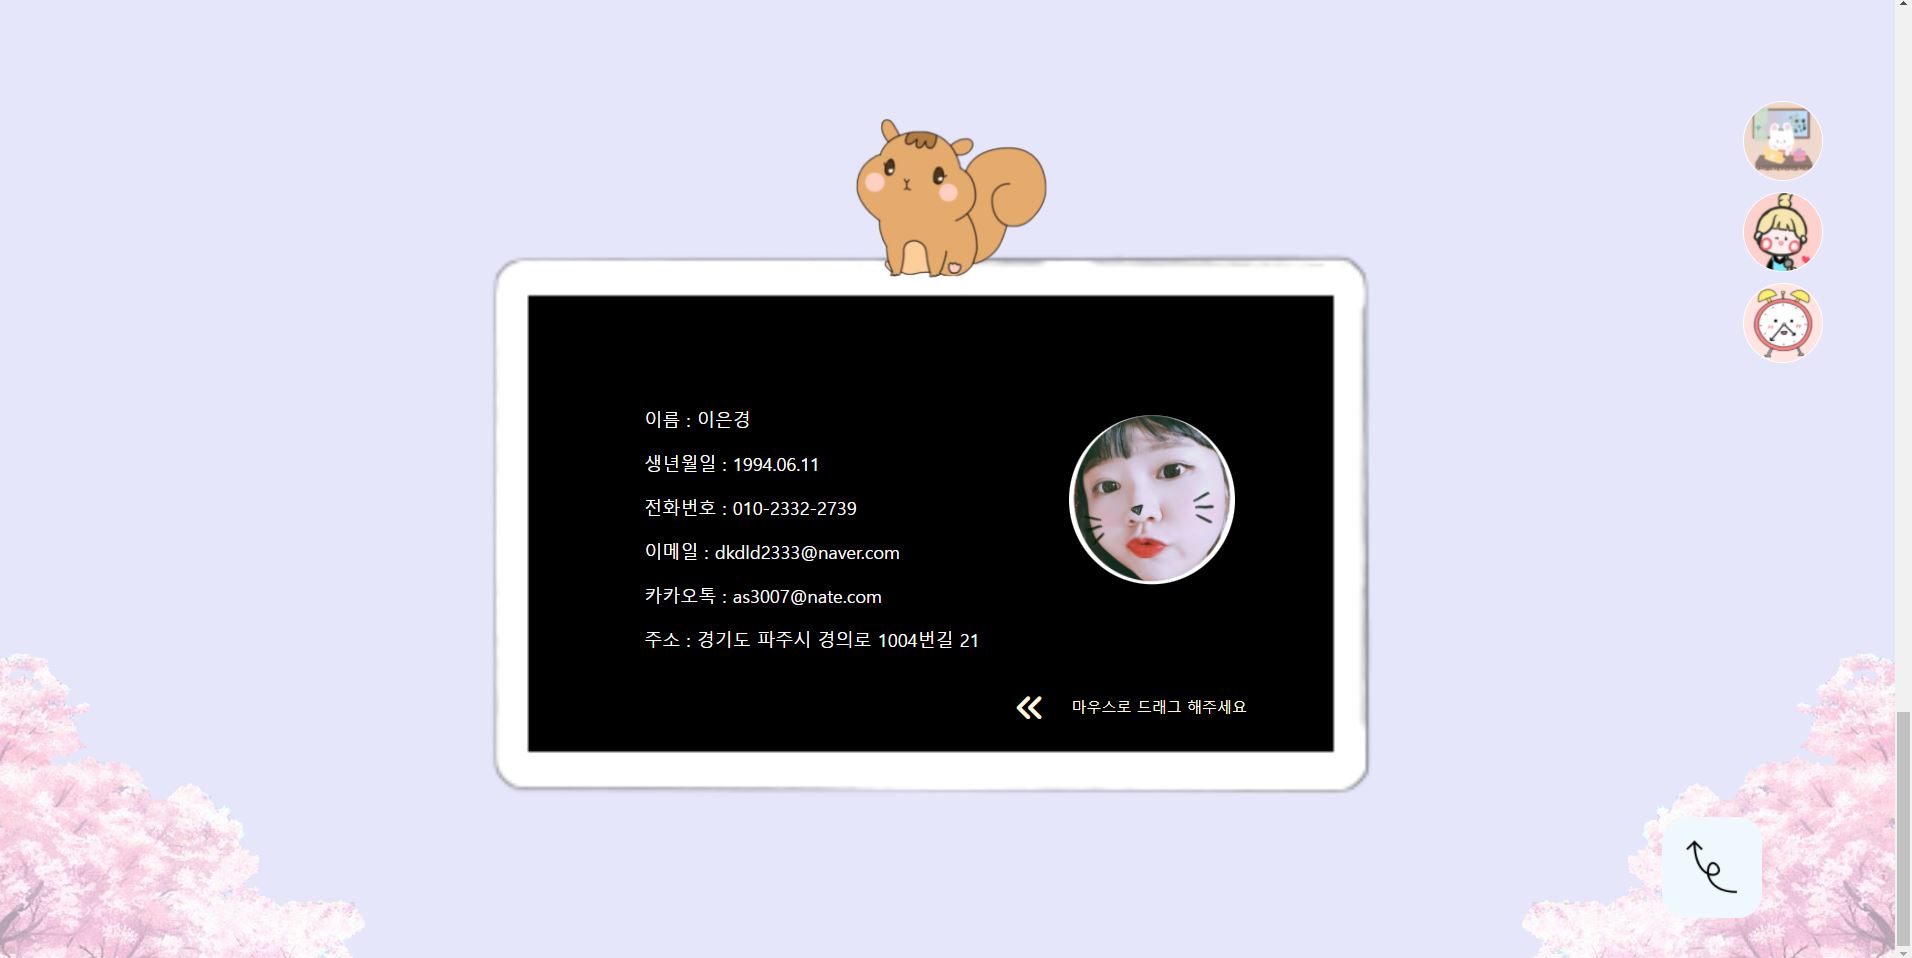 이름 : 이은경
생년월일 : 1994.06.11
전화번호 : 010-2332-2739
이메일 : dkdld2333@naver.com
카카오톡 : as3007@nate.com
주소 : 경기도 파주시 경의로 1004번길 21
마우스로 드래그 해주세요